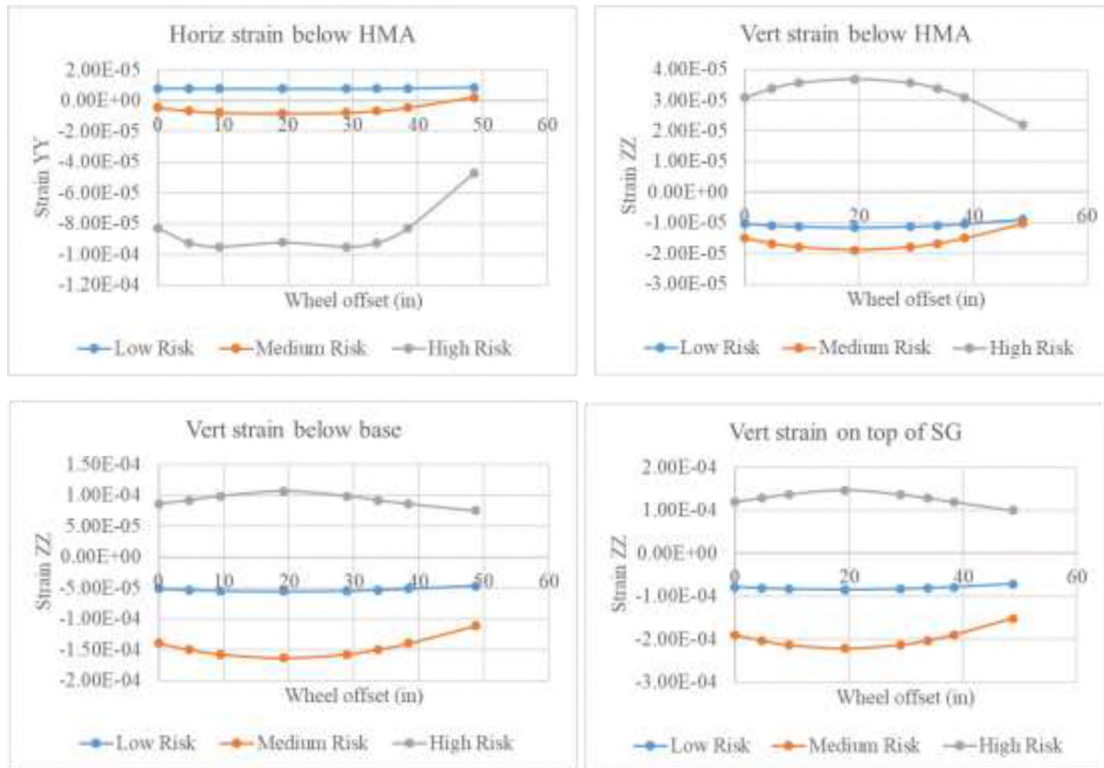 Horiz strain below HMA
2.00E-05
0.00E+00
-2.00E-05
-4.00E-05
-6.00E-05
-8.00E-05
-1.00E-04
-1.20E-04
0 10 20 30 40 50 60
Strain YY
Wheel offset (in)
Low Risk Medium Risk High Risk
Vert strain below HMA
4.00E-05
3.00E-05
2.00E-05
1.00E-05
0.00E+00
-1.00E-05
-2.00E-05
-3.00E-05
0 20 40 60
Strain ZZ
Wheel offset (in)
Low Risk Medium Risk High Risk
Vert strain below base
1.50E-04
1.00E-04
5.00E-05
0.00E+00
-5.00E-05
-1.00E-04
-1.50E-04
-2.00E-04
0 10 20 30 40 50 60
Strain ZZ
Wheel offset (in)
Low Risk Medium Risk High Risk
Vert strain on top of SG
2.00E-04
1.00E-04
0.00E+00
-1.00E-04
-2.00E-04
-3.00E-04
0 20 40 60
Strain ZZ
Wheel offset (in)
Low Risk Medium Risk High Risk